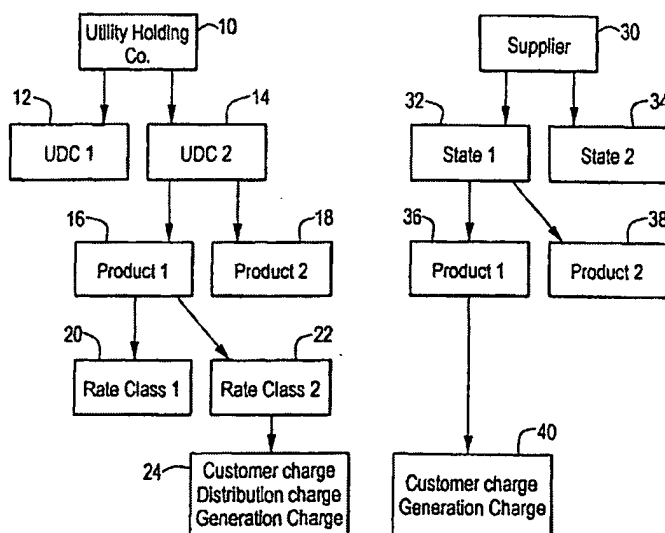 Utility Holding
Co.
10
12
14
UDC 1
UDC 2
16
18
Product 1
Product 2
20
22
Rate Class 1
Rate Class 2
24
Customer charge
Distribution charge
Generation Charge
Supplier
30
32
34
State 1
State 2
36
38
Product 1
Product 2
40
Customer charge
Generation Charge